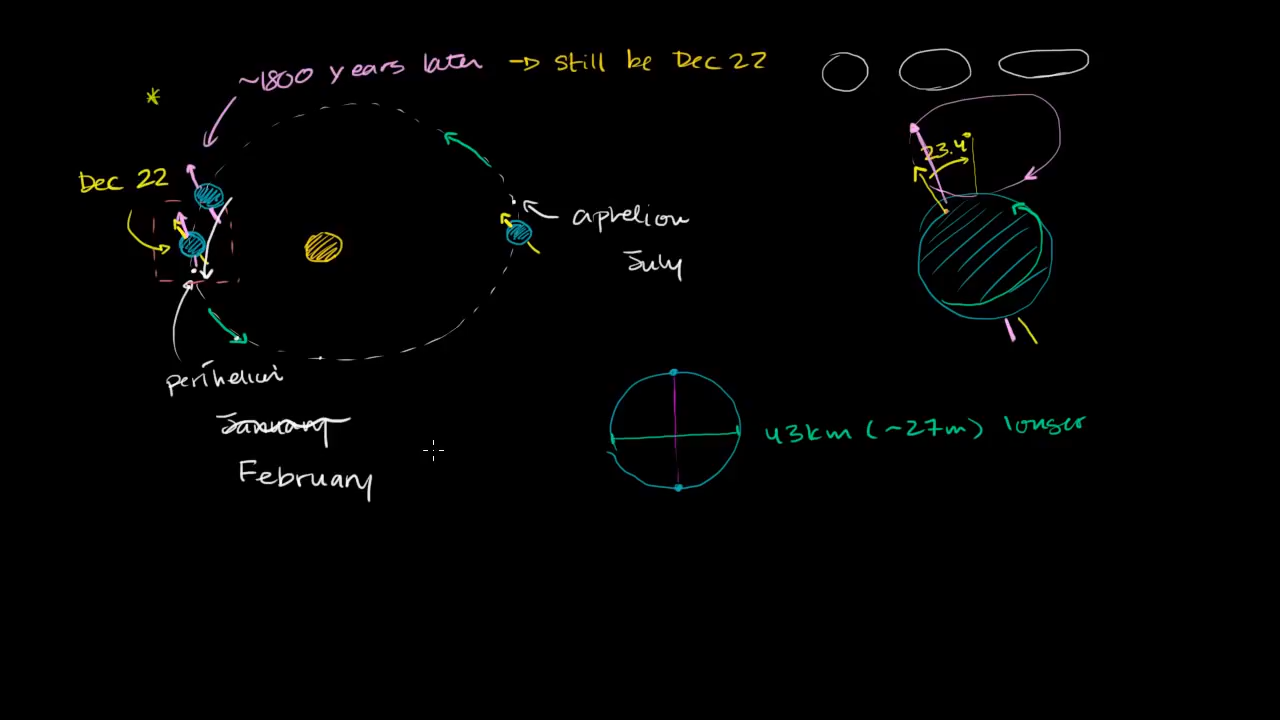 ~1800 years later → still be Dec 22
*
23.4°
Dec 22
aphelion
July
perihelion
January
February
43km (~27m) longer